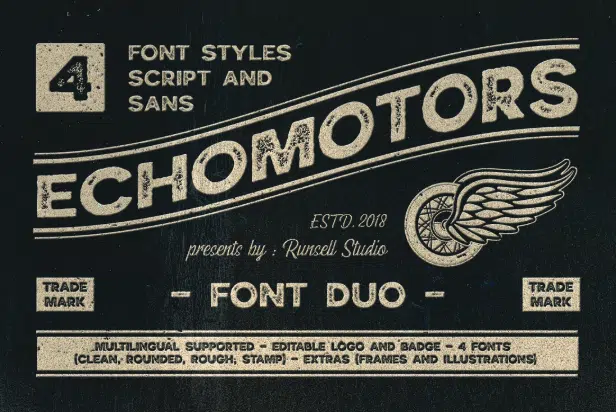 4
FONT STYLES
SCRIPT AND
SANS
ECHOMOTORS
ESTD. 2018
presents by : Runsell Studio
TRADE
MARK
- FONT DUO -
TRADE
MARK
MULTILINGUAL SUPPORTED - EDITABLE LOGO AND BADGE - 4 FONTS
(CLEAN, ROUNDED, ROUGH, STAMP) - EXTRAS (FRAMES AND ILLUSTRATIONS)